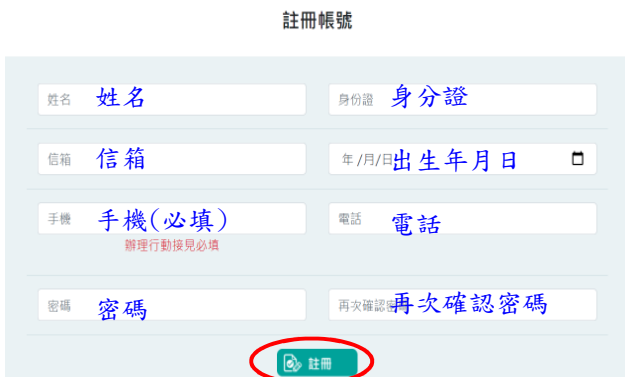 註冊帳號
姓名 姓名 身份證 身分證
信箱 信箱 年 /月/日 出生年月日
手機 手機(必填) 電話 電話
辦理行動接見必填
密碼 密碼 再次確認密碼 再次確認密碼
註冊